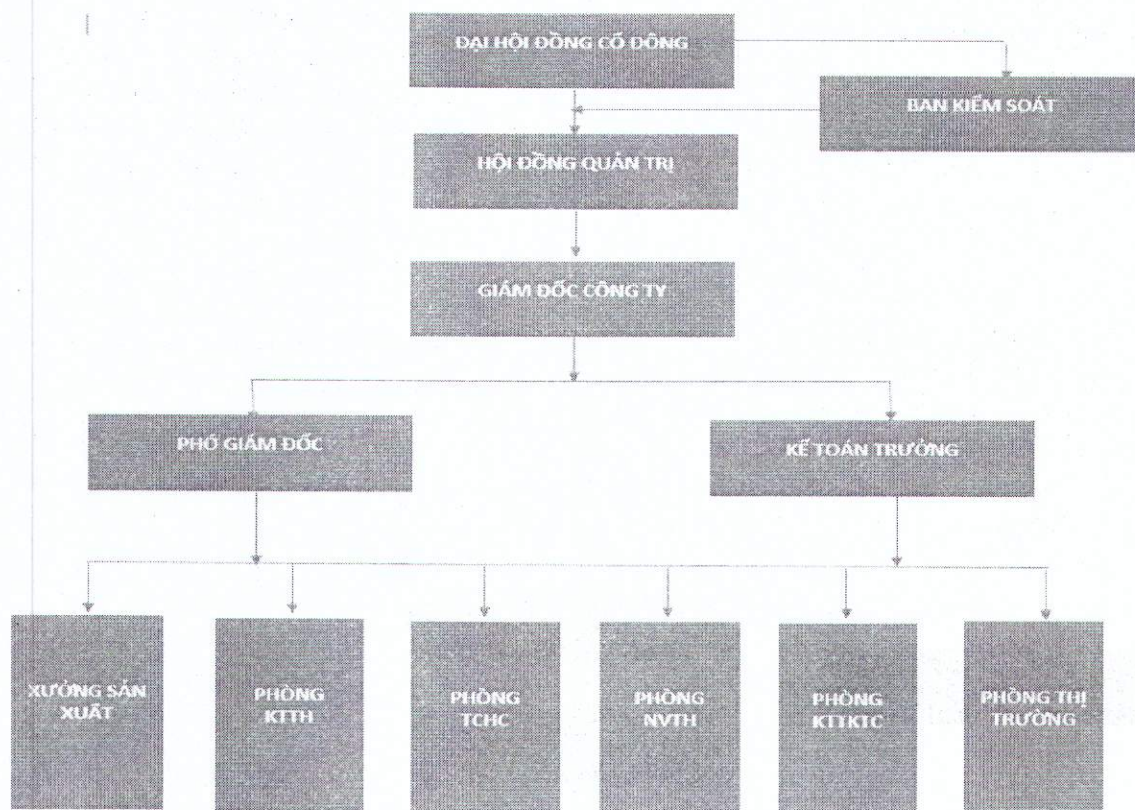 ĐẠI HỘI ĐỒNG CỔ ĐÔNG
BAN KIỂM SOÁT
HỘI ĐỒNG QUẢN TRỊ
GIÁM ĐỐC CÔNG TY
PHÓ GIÁM ĐỐC
KẾ TOÁN TRƯỞNG
XƯỞNG SẢN
XUẤT
PHÒNG
KTTH
PHÒNG
TCHC
PHÒNG
NVTH
PHÒNG
KTTKTC
PHÒNG THỊ
TRƯỜNG